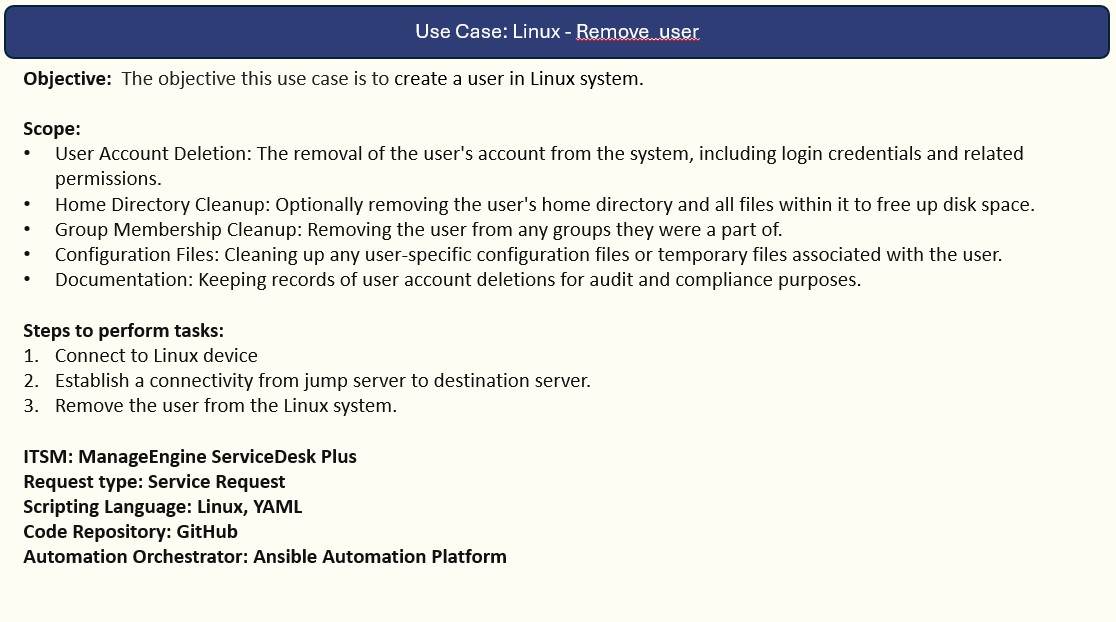 Use Case: Linux - Remove_user
Objective:  The objective this use case is to create a user in Linux system.
Scope:
• User Account Deletion: The removal of the user's account from the system, including login credentials and related
permissions.
• Home Directory Cleanup: Optionally removing the user's home directory and all files within it to free up disk space.
• Group Membership Cleanup: Removing the user from any groups they were a part of.
• Configuration Files: Cleaning up any user-specific configuration files or temporary files associated with the user.
• Documentation: Keeping records of user account deletions for audit and compliance purposes.
Steps to perform tasks:
1. Connect to Linux device
2. Establish a connectivity from jump server to destination server.
3. Remove the user from the Linux system.
ITSM: ManageEngine ServiceDesk Plus
Request type: Service Request
Scripting Language: Linux, YAML
Code Repository: GitHub
Automation Orchestrator: Ansible Automation Platform